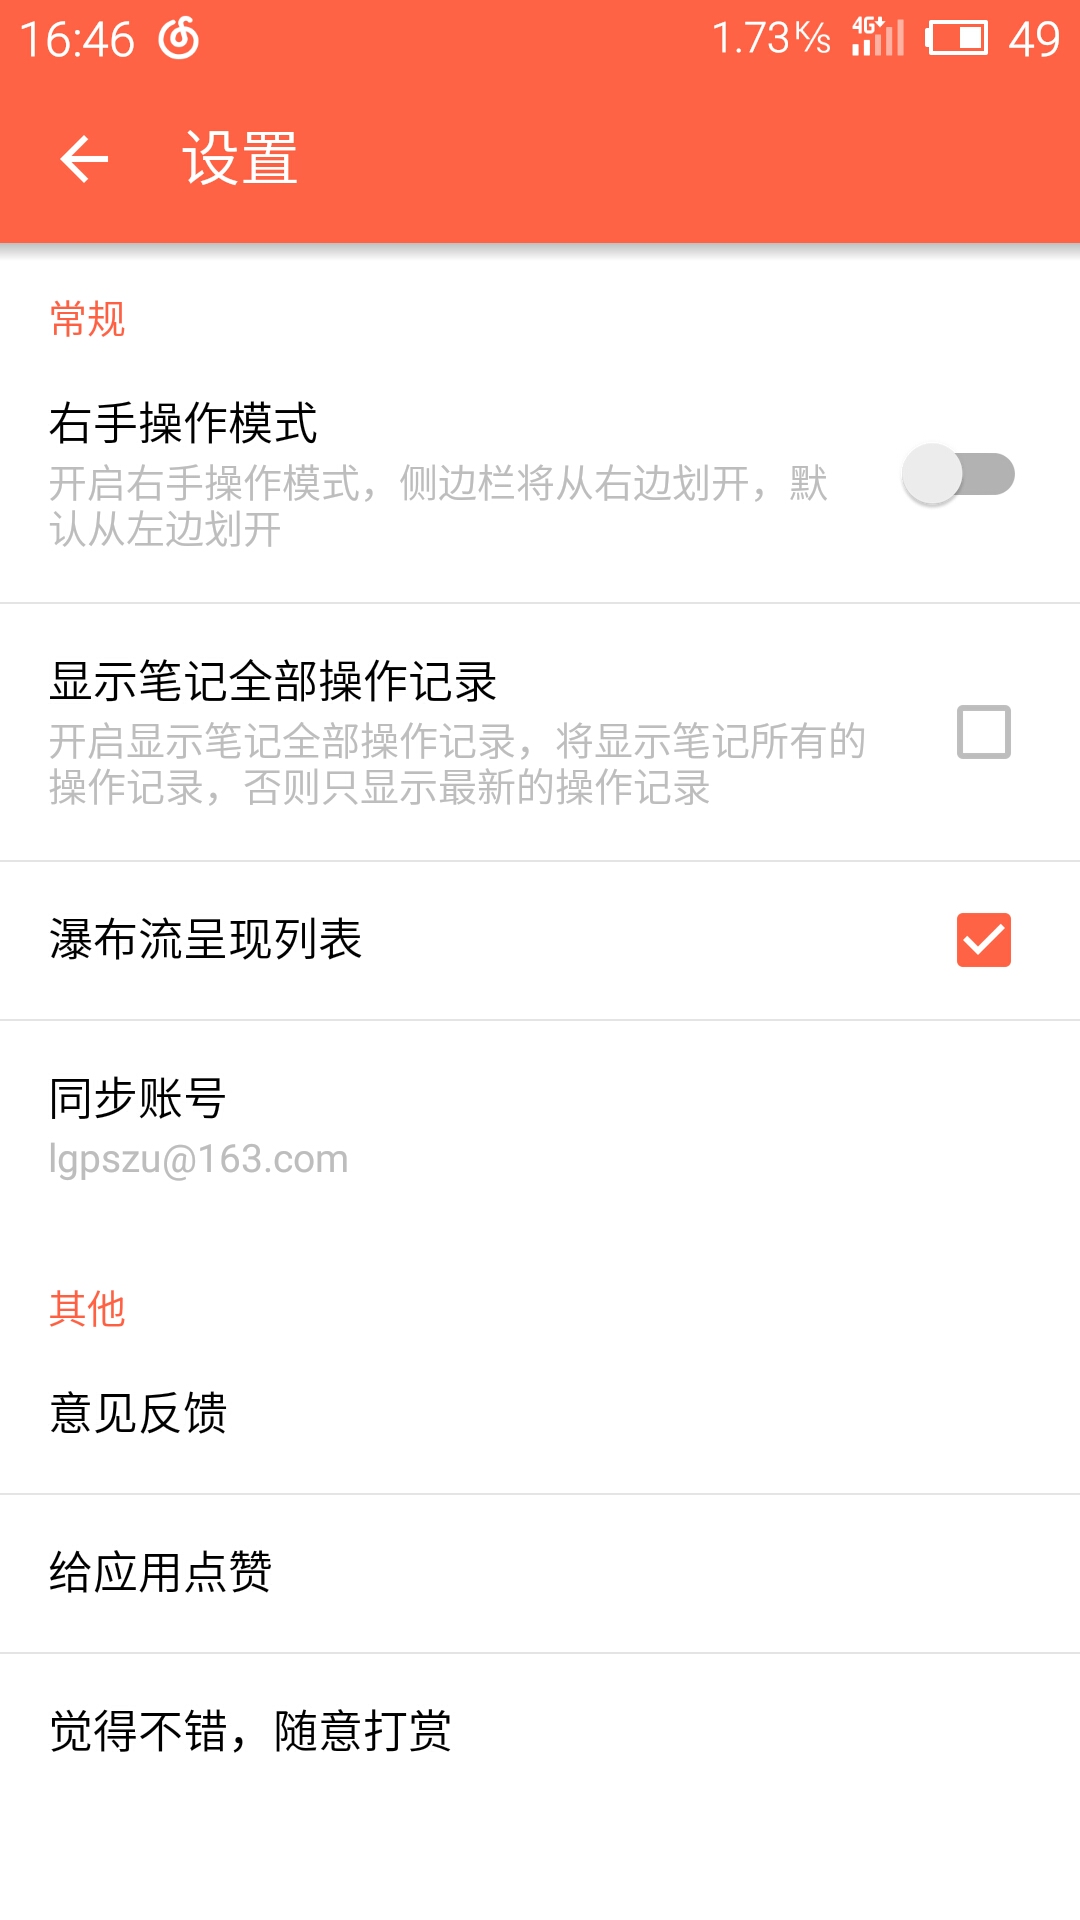 16:46 1.73K/s 4G 49
设置
常规
右手操作模式
开启右手操作模式，侧边栏将从右边划开，默
认从左边划开
显示笔记全部操作记录
开启显示笔记全部操作记录，将显示笔记所有的
操作记录，否则只显示最新的操作记录
瀑布流呈现列表
同步账号
lgpszu@163.com
其他
意见反馈
给应用点赞
觉得不错，随意打赏